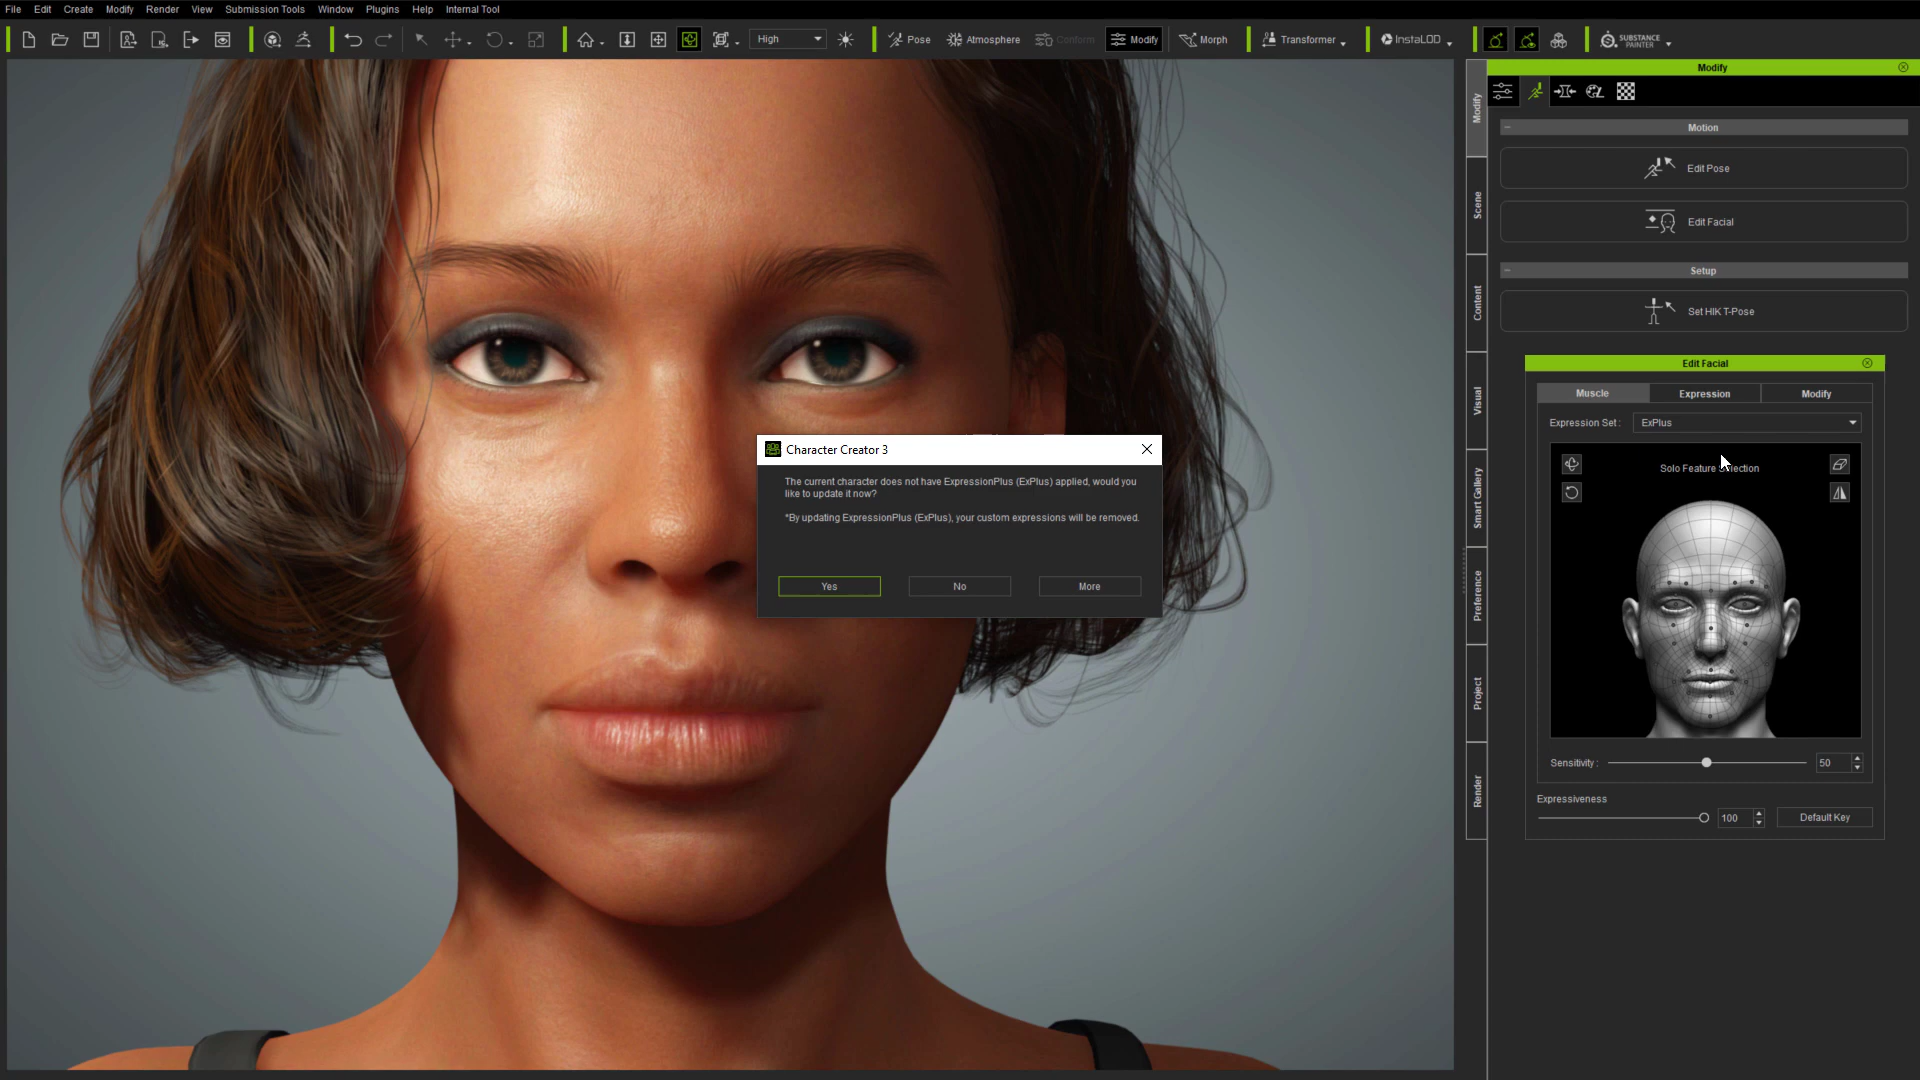 File Edit Create Modify Render View Submission Tools Window Plugins Help Internal Tool
High Pose Atmosphere Conform Modify Morph Transformer InstaLOD SUBSTANCE PAINTER
Modify
Motion
Edit Pose
Edit Facial
Setup
Set HIK T-Pose
Modify
Scene
Content
Visual
Smart Gallery
Preference
Project
Render
Edit Facial
Muscle Expression Modify
Expression Set : ExPlus
Solo Feature
Sensitivity : 50
Expressiveness
100 Default Key
Character Creator 3
The current character does not have ExpressionPlus (ExPlus) applied, would you
like to update it now?
*By updating ExpressionPlus (ExPlus), your custom expressions will be removed.
Yes No More